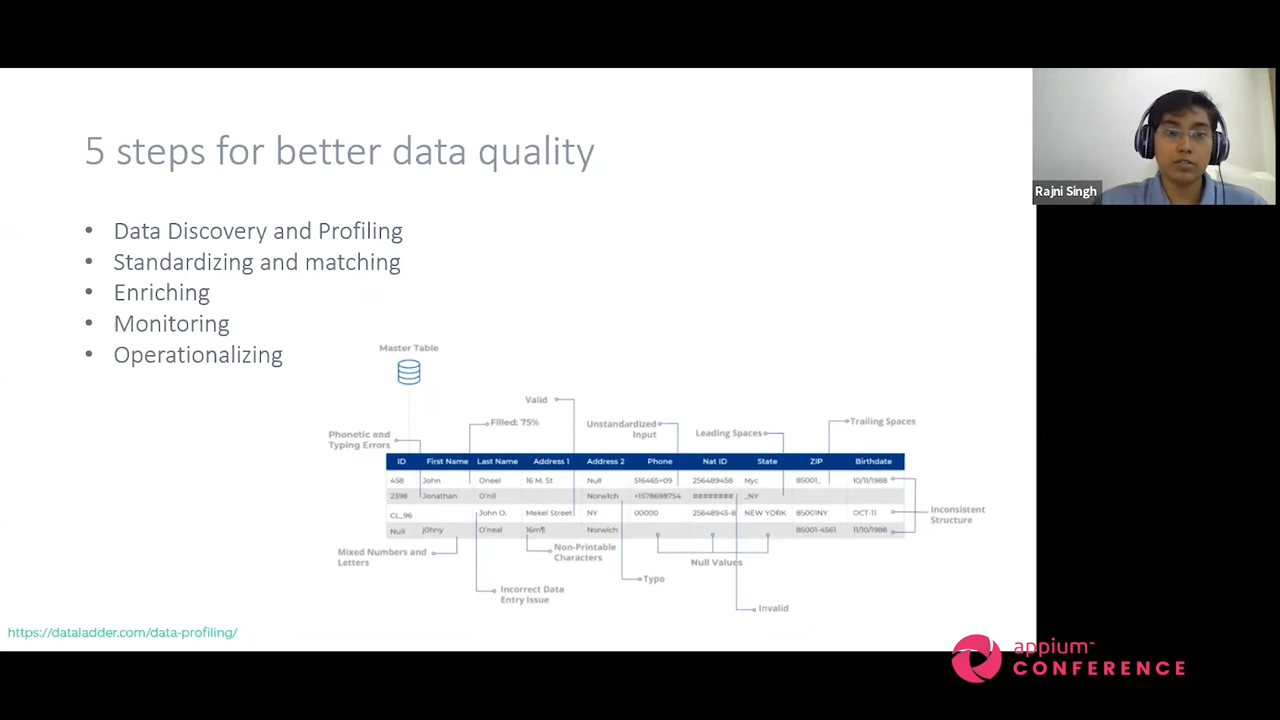 5 steps for better data quality
Rajni Singh
• Data Discovery and Profiling
• Standardizing and matching
• Enriching
• Monitoring
• Operationalizing
Master Table
Valid
Filled: 75%
Unstandardized
Input
Leading Spaces
Trailing Spaces
Phonetic and
Typing Errors
ID First Name Last Name Address 1 Address 2 Phone Nat ID State ZIP Birthdate
458 John Oneel 16 M. St Null 516465+09 256489458 Nyc 85001_ 10/11/1988
2398 Jonathan O'nil Norwich +1578698754 ######## _NY
CL_96 John O. Mekel Street NY 00000 25648945-8 NEW YORK 85001NY OCT-11
Null j0hny O'neal 16m¶ Norwich 85001-4561 11/10/1988
Inconsistent
Structure
Mixed Numbers and
Letters
Non-Printable
Characters
Null Values
Typo
Incorrect Data
Entry Issue
Invalid
https://dataladder.com/data-profiling/
appium™
CONFERENCE